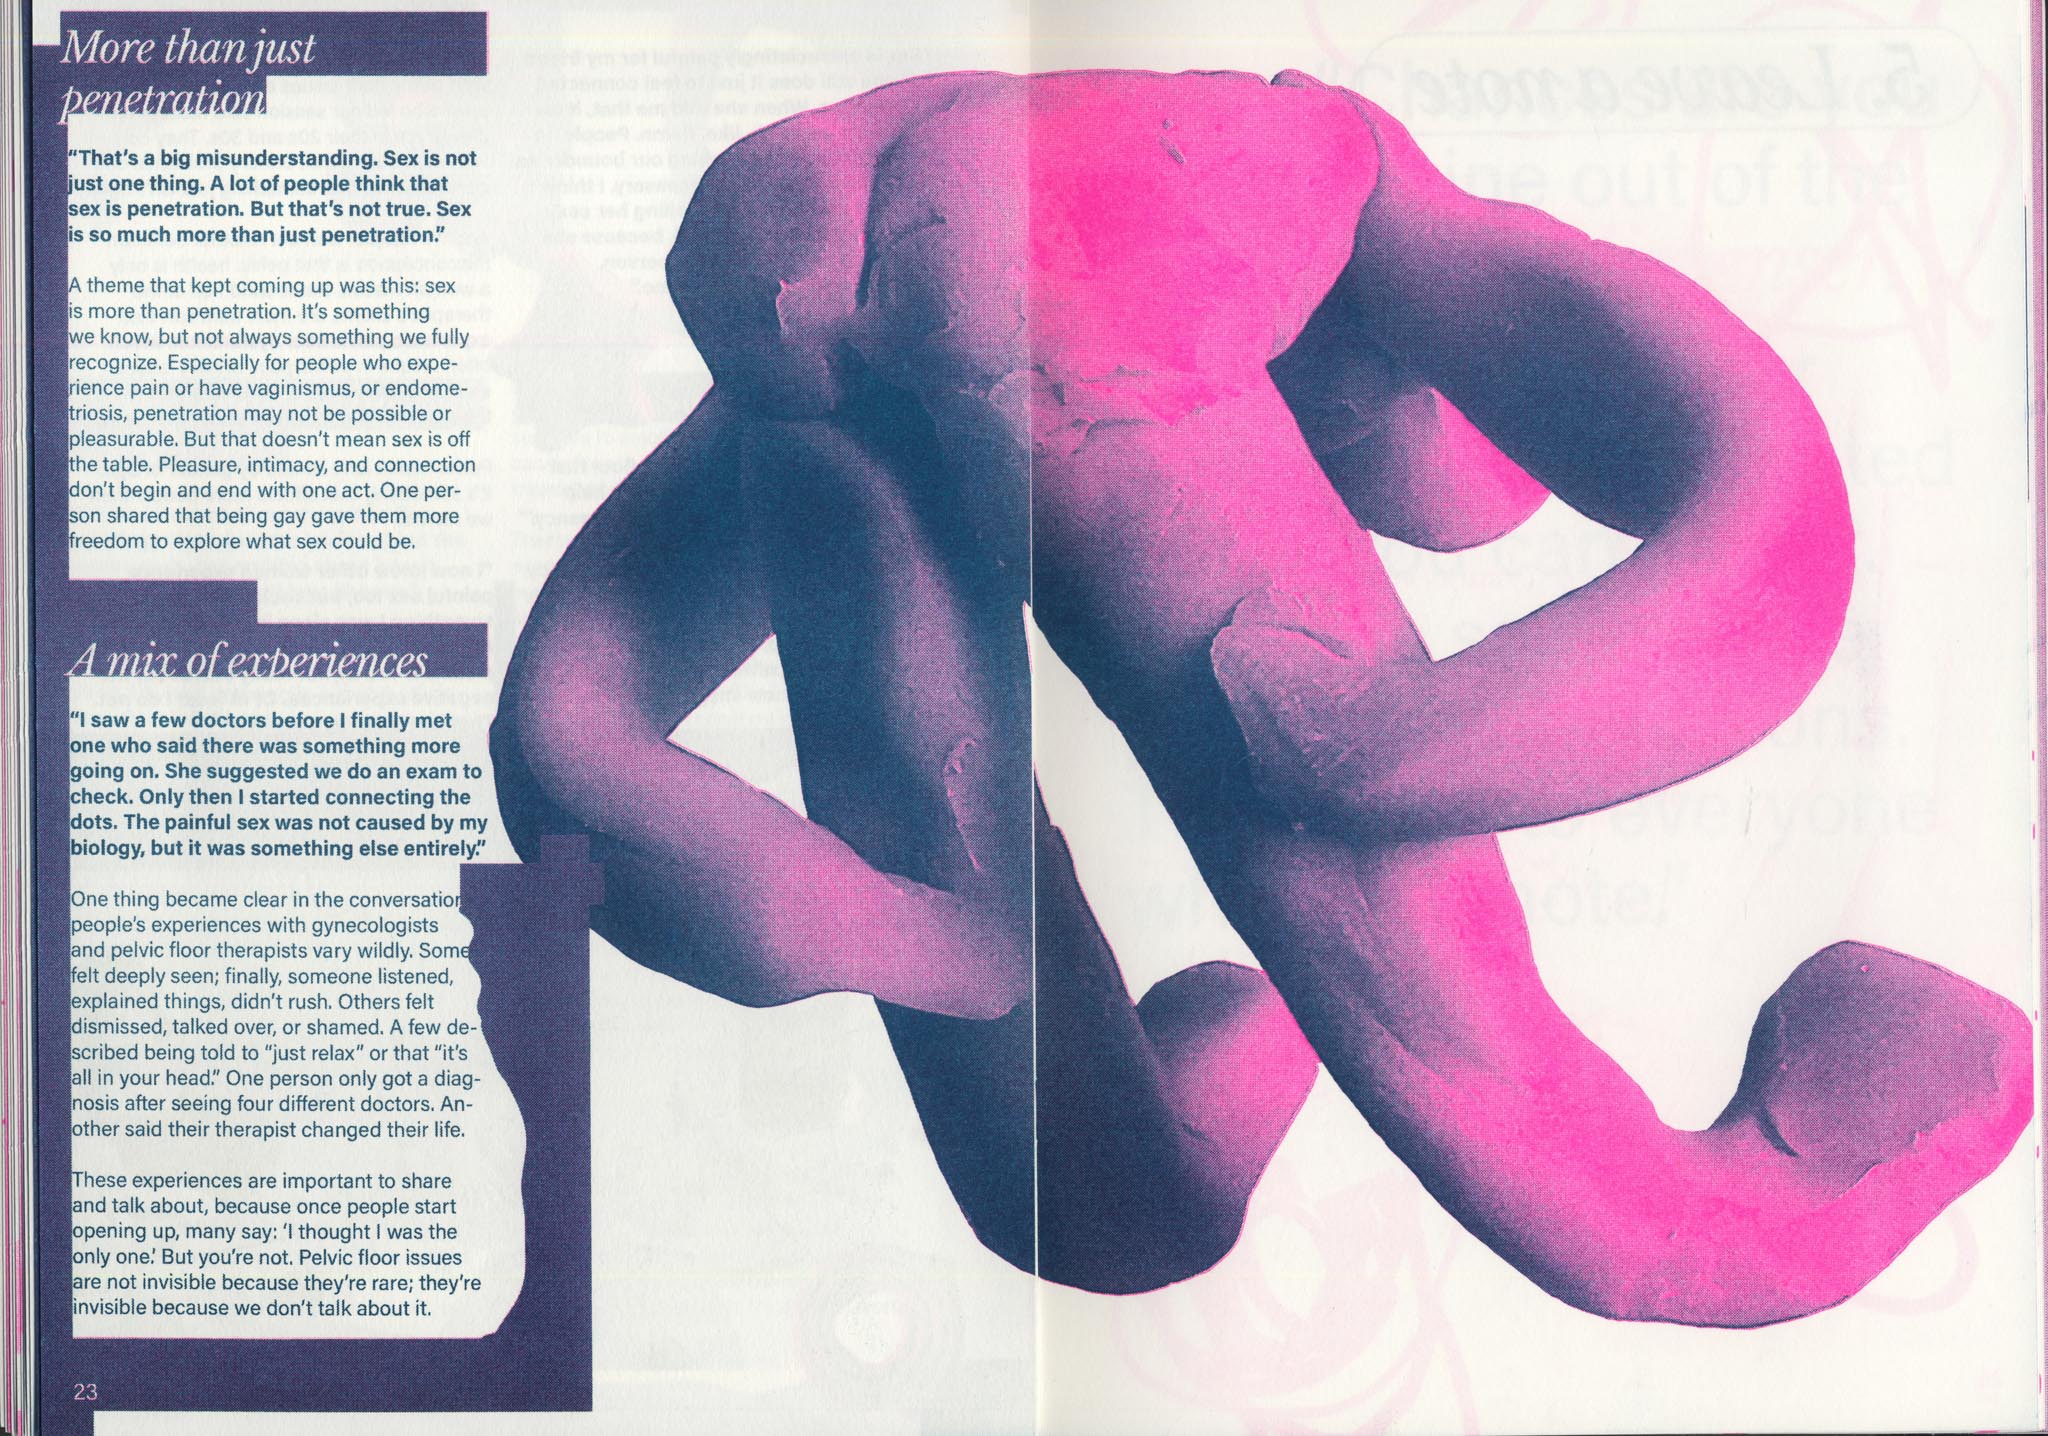 More than just
penetration
“That’s a big misunderstanding. Sex is not
just one thing. A lot of people think that
sex is penetration. But that’s not true. Sex
is so much more than just penetration.”
A theme that kept coming up was this: sex
is more than penetration. It’s something
we know, but not always something we fully
recognize. Especially for people who expe-
rience pain or have vaginismus, or endome-
triosis, penetration may not be possible or
pleasurable. But that doesn’t mean sex is off
the table. Pleasure, intimacy, and connection
don’t begin and end with one act. One per-
son shared that being gay gave them more
freedom to explore what sex could be.
A mix of experiences
“I saw a few doctors before I finally met
one who said there was something more
going on. She suggested we do an exam to
check. Only then I started connecting the
dots. The painful sex was not caused by my
biology, but it was something else entirely.”
One thing became clear in the conversation
people’s experiences with gynecologists
and pelvic floor therapists vary wildly. Some
felt deeply seen; finally, someone listened,
explained things, didn’t rush. Others felt
dismissed, talked over, or shamed. A few de-
scribed being told to “just relax” or that “it’s
all in your head.” One person only got a diag-
nosis after seeing four different doctors. An-
other said their therapist changed their life.
These experiences are important to share
and talk about, because once people start
opening up, many say: ‘I thought I was the
only one.’ But you’re not. Pelvic floor issues
are not invisible because they’re rare; they’re
invisible because we don’t talk about it.
23
5. Leave a note